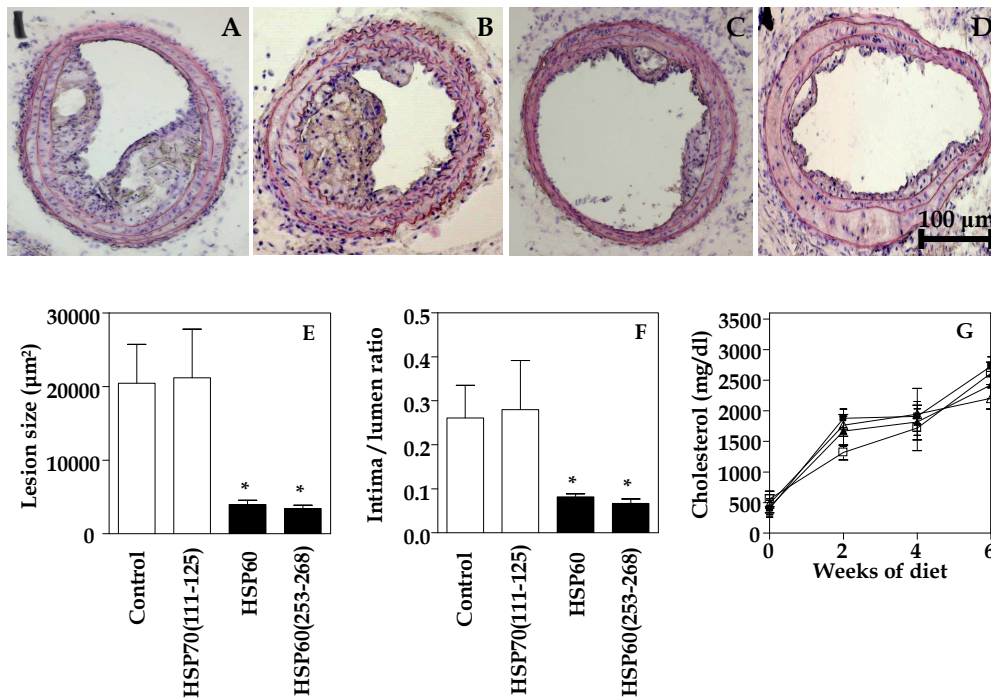 A
B
C
D
100 µm
Lesion size (µm²)
30000
20000
10000
0
E
Control
HSP70(111-125)
HSP60
HSP60(253-268)
*
*
Intima / lumen ratio
0.5
0.4
0.3
0.2
0.1
0.0
F
Control
HSP70(111-125)
HSP60
HSP60(253-268)
*
*
Cholesterol (mg/dl)
3500
3000
2500
2000
1500
1000
500
0
G
0
2
4
6
Weeks of diet